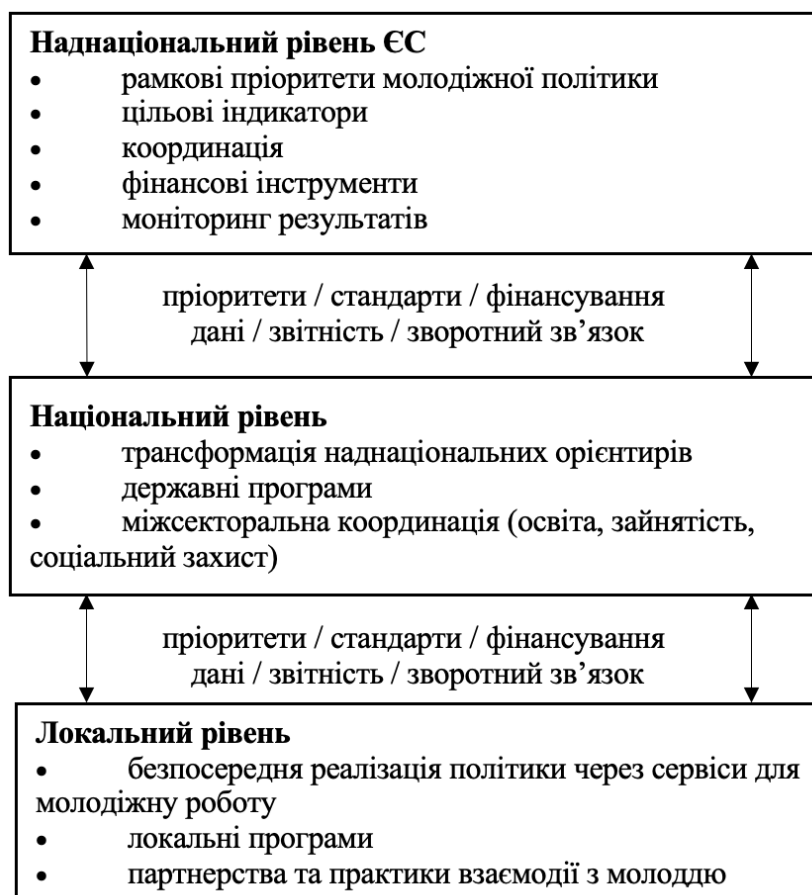 Наднаціональний рівень ЄС
• рамкові пріоритети молодіжної політики
• цільові індикатори
• координація
• фінансові інструменти
• моніторинг результатів
пріоритети / стандарти / фінансування
дані / звітність / зворотний зв’язок
Національний рівень
• трансформація наднаціональних орієнтирів
• державні програми
• міжсекторальна координація (освіта, зайнятість,
соціальний захист)
пріоритети / стандарти / фінансування
дані / звітність / зворотний зв’язок
Локальний рівень
• безпосередня реалізація політики через сервіси для
молодіжну роботу
• локальні програми
• партнерства та практики взаємодії з молоддю